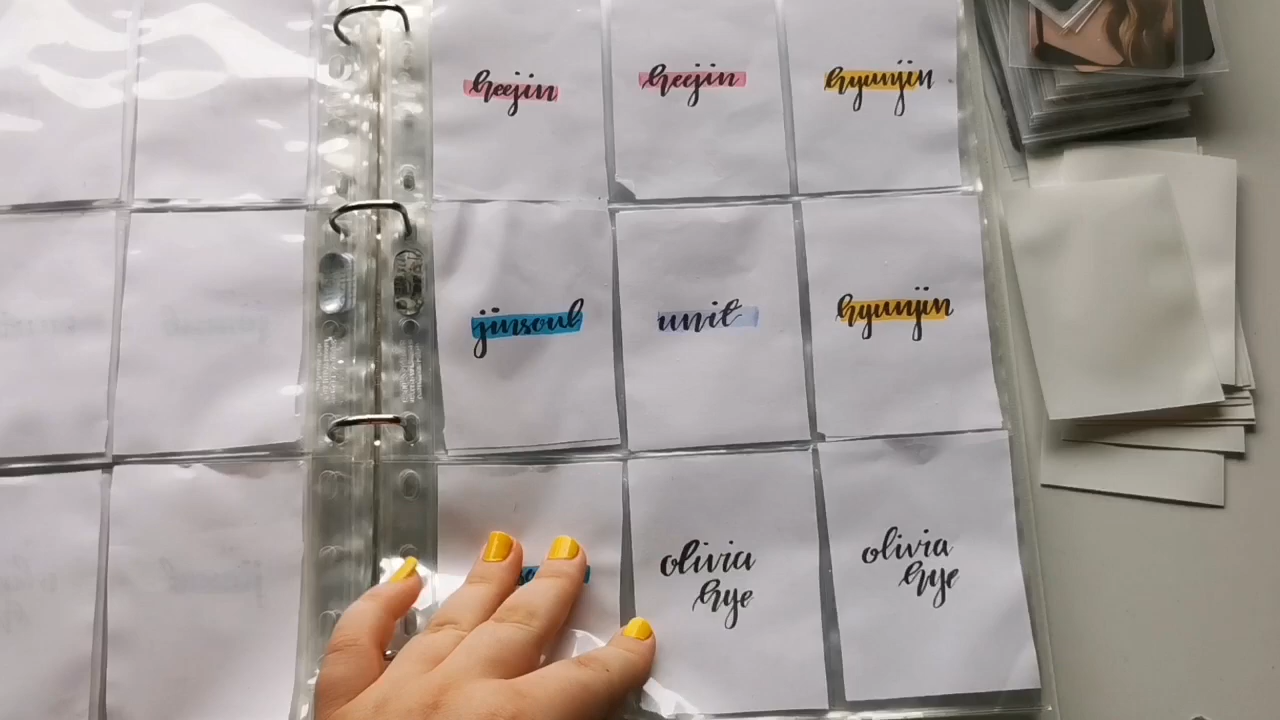 heejin
heejin
hyunjin
jinsoul
unit
hyunjin
olivia
hye
olivia
hye